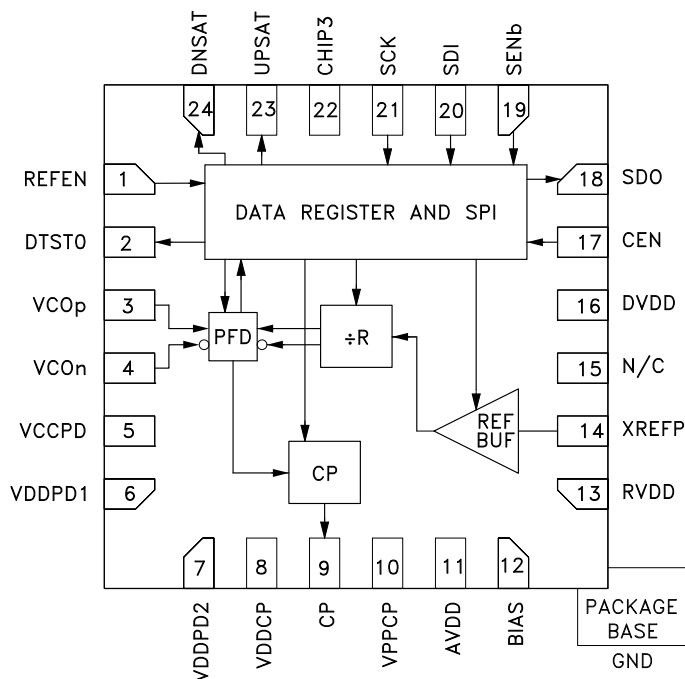 DNSAT
UPSAT
CHIP3
SCK
SDI
SENb
24
23
22
21
20
19
REFEN
1
18
SDO
DATA REGISTER AND SPI
DTST0
2
17
CEN
VCOp
3
16
DVDD
PFD
÷R
VCOn
4
15
N/C
VCCPD
5
REF
BUF
14
XREFP
VDDPD1
6
CP
13
RVDD
7
8
9
10
11
12
VDDPD2
VDDCP
CP
VPPCP
AVDD
BIAS
PACKAGE
BASE
GND